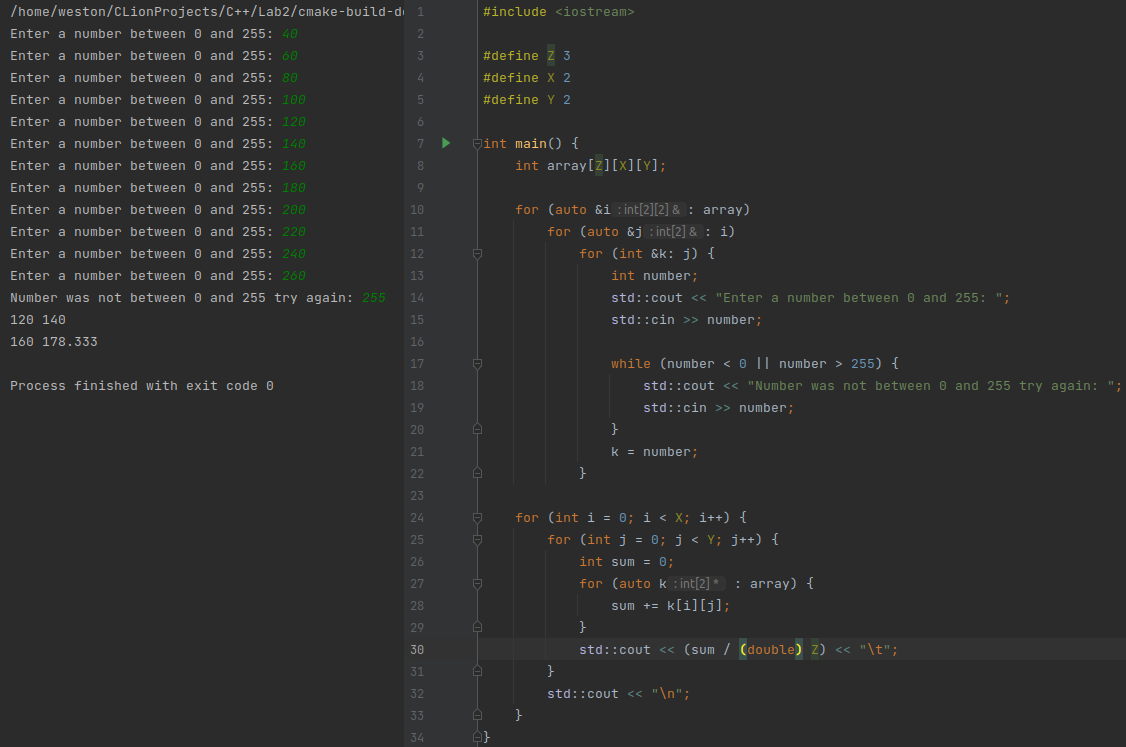 /home/weston/CLionProjects/C++/Lab2/cmake-build-d
Enter a number between 0 and 255: 40
Enter a number between 0 and 255: 60
Enter a number between 0 and 255: 80
Enter a number between 0 and 255: 100
Enter a number between 0 and 255: 120
Enter a number between 0 and 255: 140
Enter a number between 0 and 255: 160
Enter a number between 0 and 255: 180
Enter a number between 0 and 255: 200
Enter a number between 0 and 255: 220
Enter a number between 0 and 255: 240
Enter a number between 0 and 255: 260
Number was not between 0 and 255 try again: 255
120 140
160 178.333
Process finished with exit code 0
1 #include <iostream>
2
3 #define Z 3
4 #define X 2
5 #define Y 2
6
7 int main() {
8     int array[Z][X][Y];
9
10     for (auto &i : int[2][2] & : array)
11         for (auto &j : int[2] & : i)
12             for (int &k: j) {
13                 int number;
14                 std::cout << "Enter a number between 0 and 255: ";
15                 std::cin >> number;
16
17                 while (number < 0 || number > 255) {
18                     std::cout << "Number was not between 0 and 255 try again: ";
19                     std::cin >> number;
20                 }
21                 k = number;
22             }
23
24     for (int i = 0; i < X; i++) {
25         for (int j = 0; j < Y; j++) {
26             int sum = 0;
27             for (auto k : int[2] * : array) {
28                 sum += k[i][j];
29             }
30             std::cout << (sum / (double) Z) << "\t";
31         }
32         std::cout << "\n";
33     }
34 }